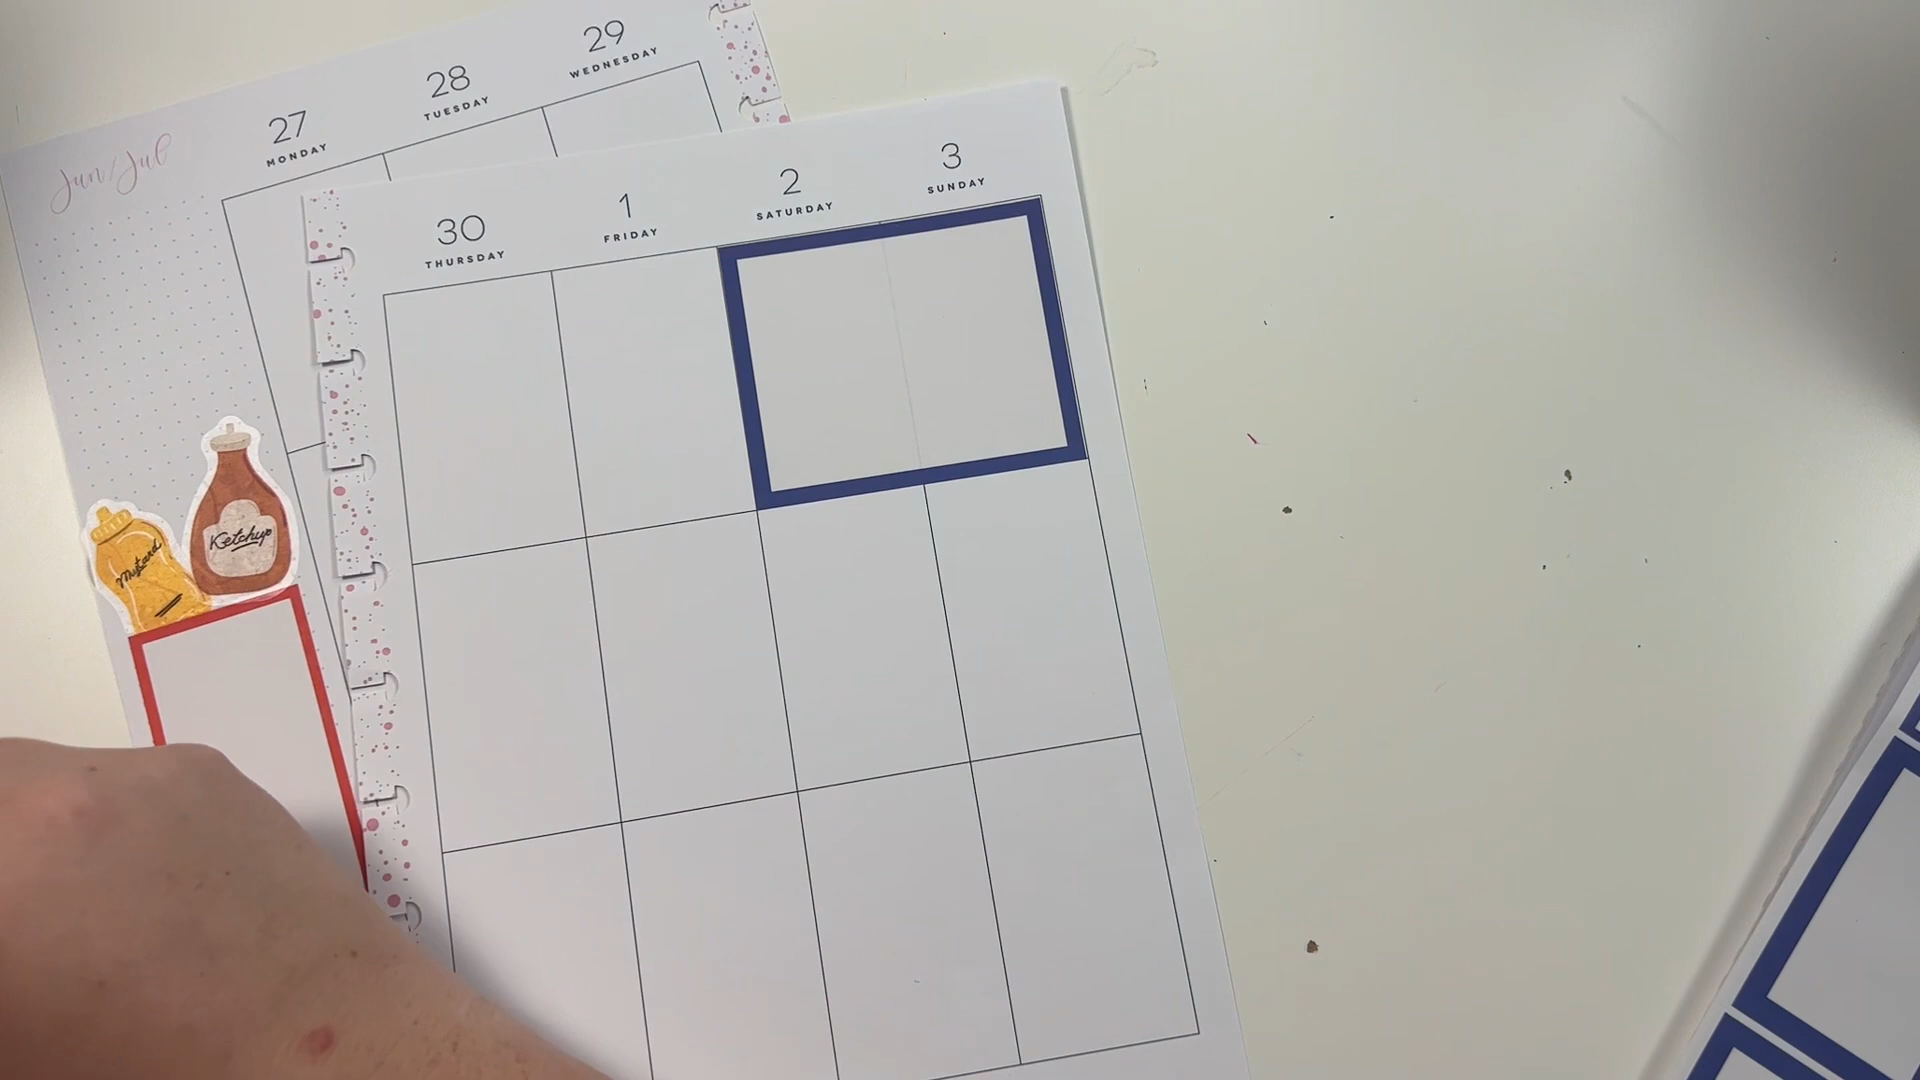 Jun/Jul
27
MONDAY
28
TUESDAY
29
WEDNESDAY
30
THURSDAY
1
FRIDAY
2
SATURDAY
3
SUNDAY
Ketchup
Mustard